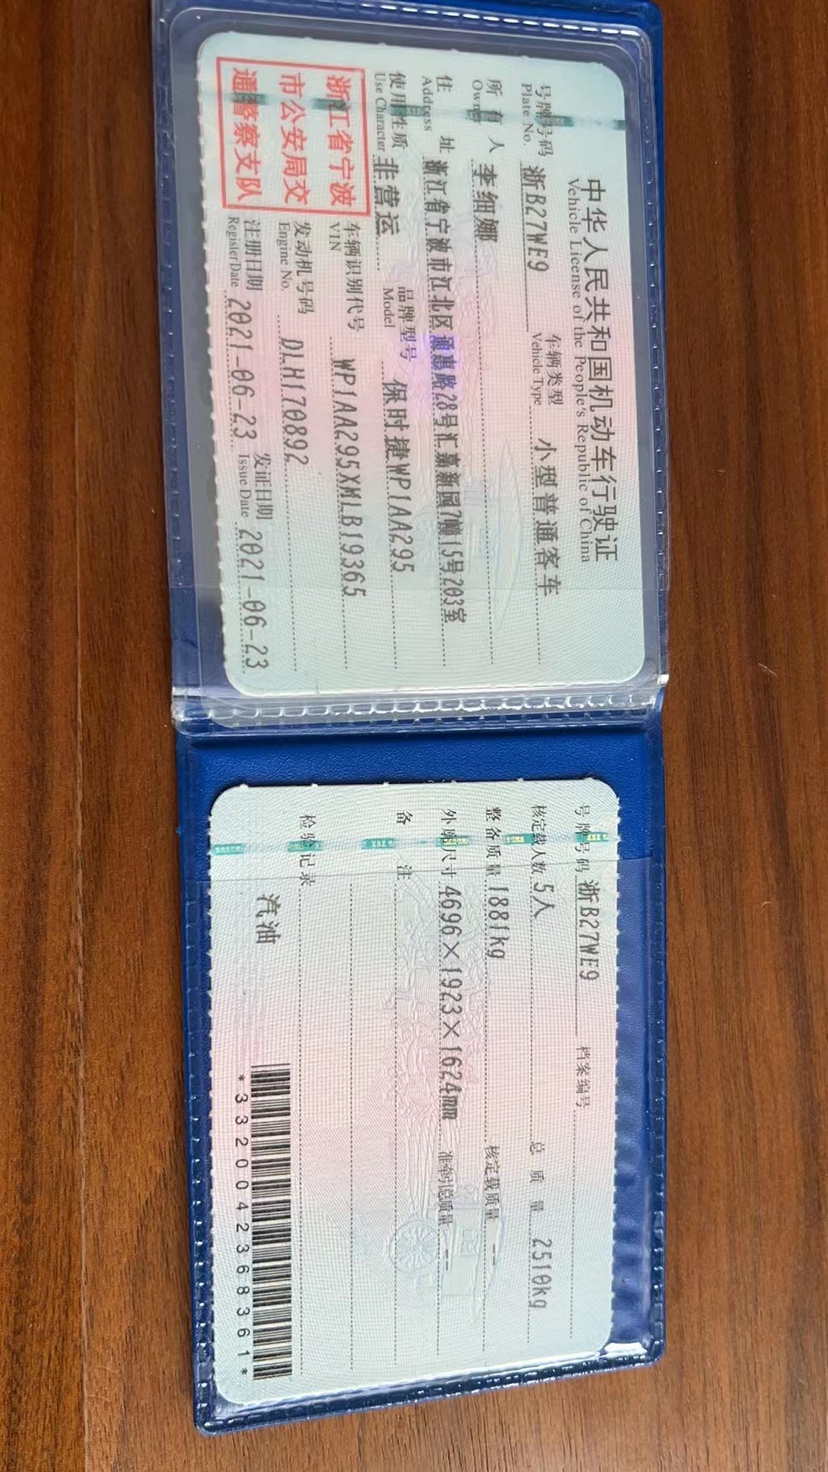 中华人民共和国机动车行驶证
Vehicle License of the People's Republic of China
号牌号码 浙B27WE9 车辆类型 小型普通客车
Plate No. Vehicle Type
所有人 李细娜
Owner
住址 浙江省宁波市江北区通惠路28号汇嘉新园7幢15号203室
Address
使用性质 非营运 品牌型号 保时捷WP1AA295
Use Character Model
浙江省宁波
市公安局交
通警察支队
车辆识别代号 WP1AA295XMLB19365
VIN
发动机号码 DLH170892
Engine No.
注册日期 2021-06-23 发证日期 2021-06-23
Register Date Issue Date
号牌号码 浙B27WE9 档案编号
核定载人数 5人 总质量 2510kg
整备质量 1881kg 核定载质量 --
外廓尺寸 4696×1923×1624mm 准牵引总质量 --
备注
检验记录
汽油
*3320042368361*